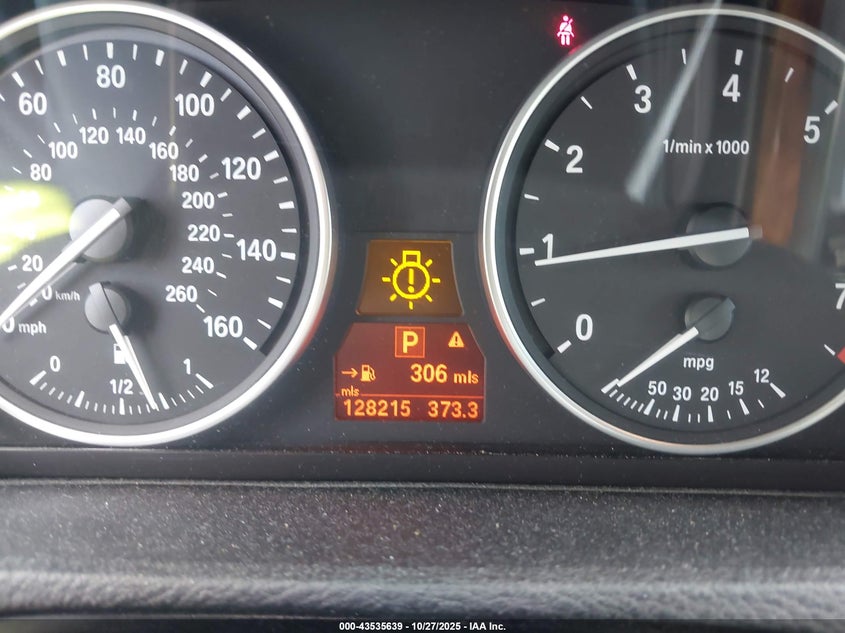 60 80 100 120 140 160
80 100 120 140 160 180 200 220 240 260
20
0 km/h
0 mph
0 1/2 1
P
306 mls
mls
128215 373.3
0 1 2 3 4 5 7
1/min x 1000
mpg
50 30 20 15 12
000-43535639 - 10/27/2025 - IAA Inc.